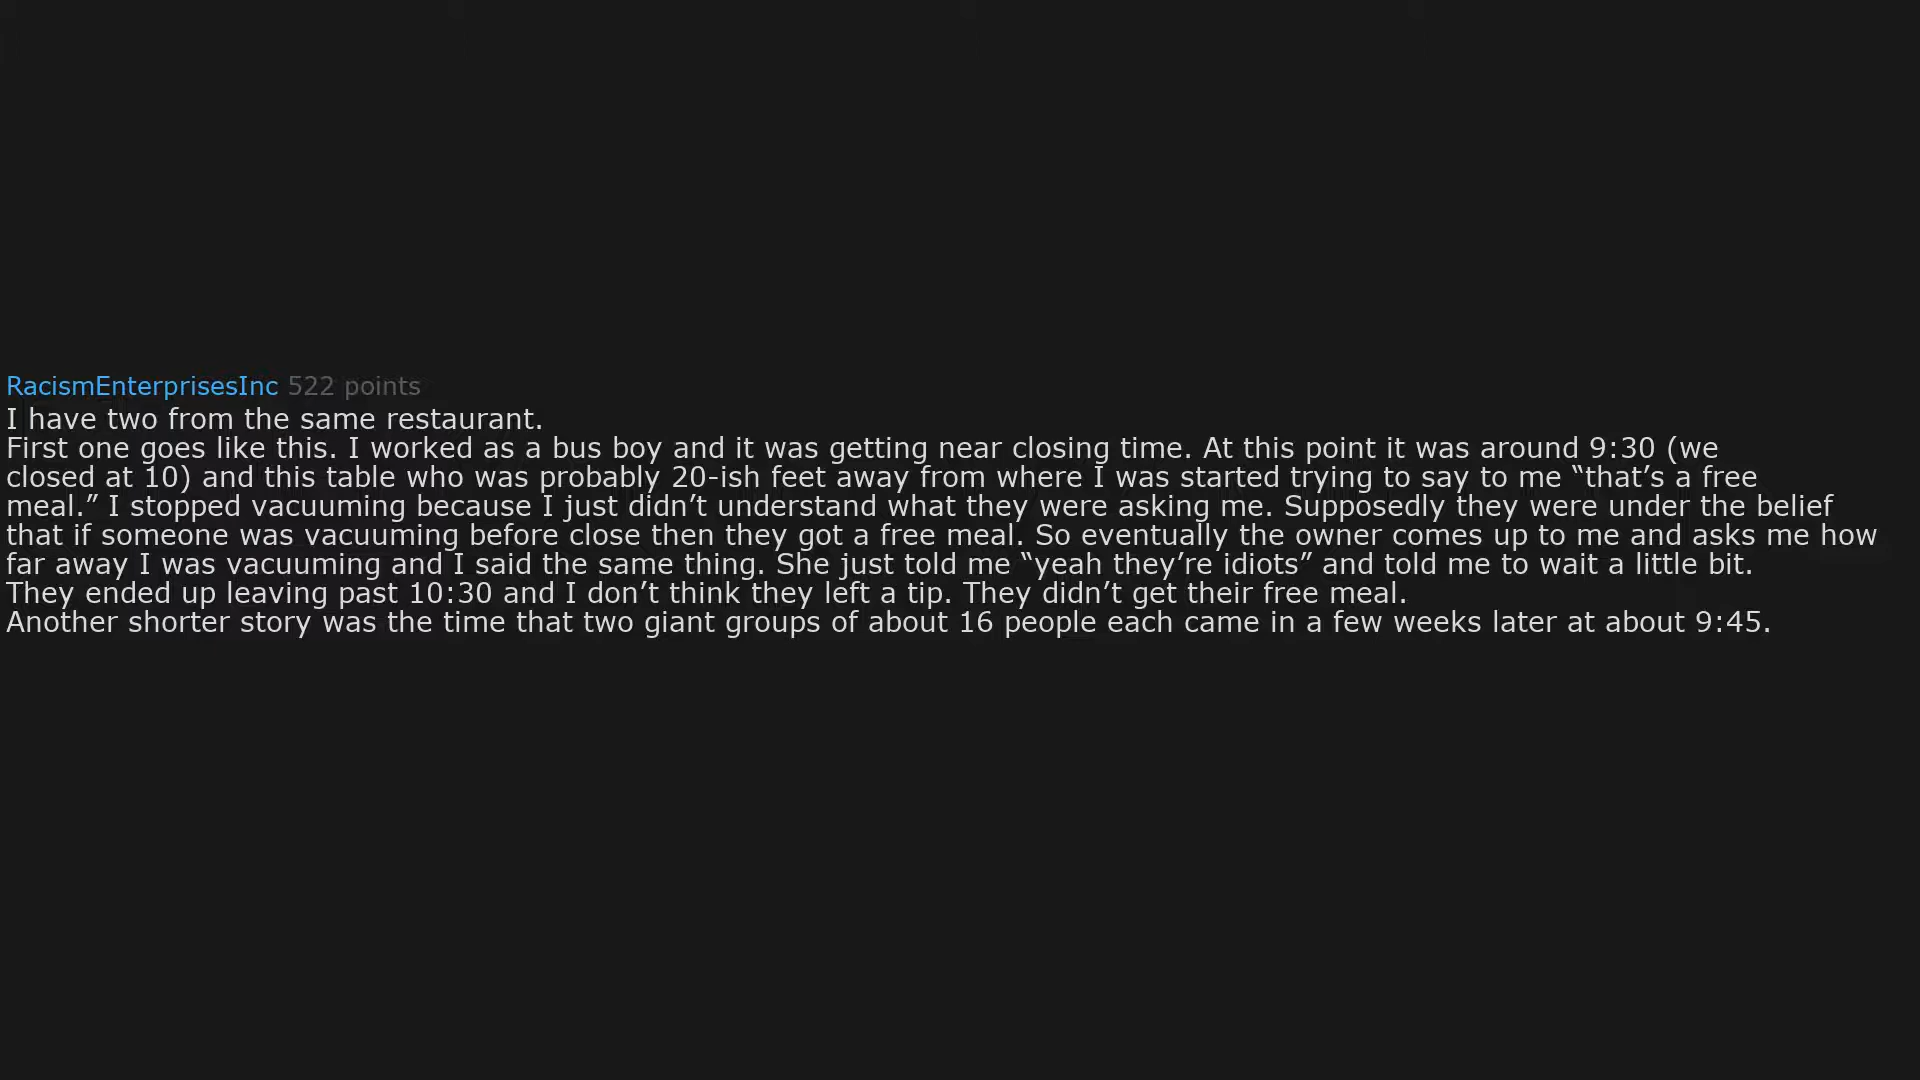 RacismEnterprisesInc 522 points
I have two from the same restaurant.
First one goes like this. I worked as a bus boy and it was getting near closing time. At this point it was around 9:30 (we
closed at 10) and this table who was probably 20-ish feet away from where I was started trying to say to me “that’s a free
meal.” I stopped vacuuming because I just didn’t understand what they were asking me. Supposedly they were under the belief
that if someone was vacuuming before close then they got a free meal. So eventually the owner comes up to me and asks me how
far away I was vacuuming and I said the same thing. She just told me “yeah they’re idiots” and told me to wait a little bit.
They ended up leaving past 10:30 and I don’t think they left a tip. They didn’t get their free meal.
Another shorter story was the time that two giant groups of about 16 people each came in a few weeks later at about 9:45.